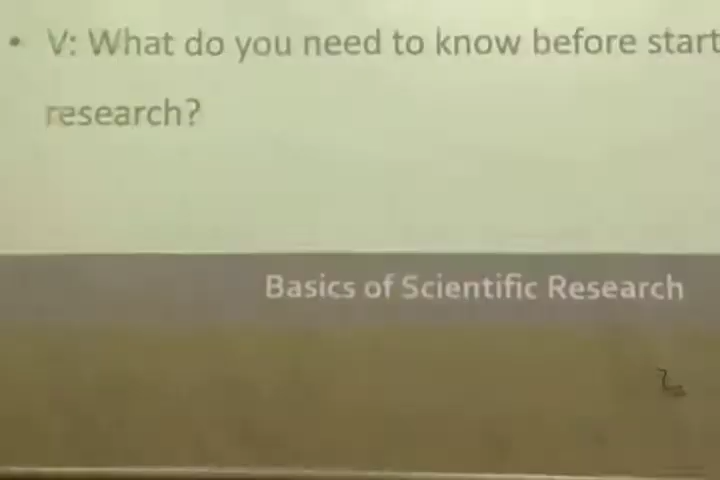 • V: What do you need to know before start
research?
Basics of Scientific Research